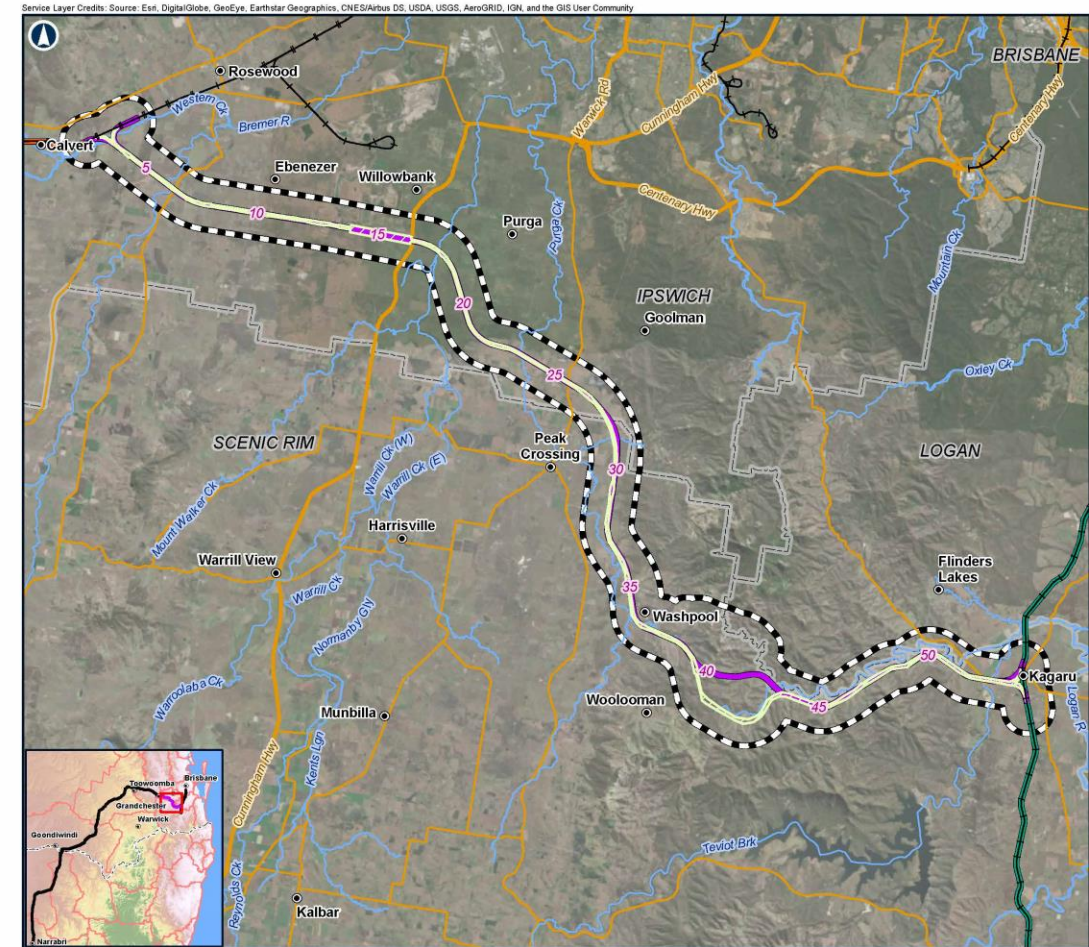 Service Layer Credits: Source: Esri, DigitalGlobe, GeoEye, Earthstar Geographics, CNES/Airbus DS, USDA, USGS, AeroGRID, IGN, and the GIS User Community
BRISBANE
Rosewood
Western Ck
Bremer R
Warwick Rd
Cunningham Hwy
Centenary Hwy
Calvert
5
Ebenezer
Willowbank
Centenary Hwy
10
15
Purga
Purga Ck
Mountain Ck
20
IPSWICH
Goolman
25
Oxley Ck
SCENIC RIM
Peak
Crossing
30
LOGAN
Warrill Ck (W)
Warrill Ck (E)
Mount Walker Ck
Harrisville
Warrill View
Warrill Ck
Normanby Gly
35
Washpool
Flinders
Lakes
40
45
50
Kagaru
Logan R
Warroolaba Ck
Munbilla
Woolooman
Kents Lgn
Cunningham Hwy
Teviot Brk
Reynolds Ck
Kalbar
Toowoomba
Brisbane
Grandchester
Warwick
Goondiwindi
Narrabri